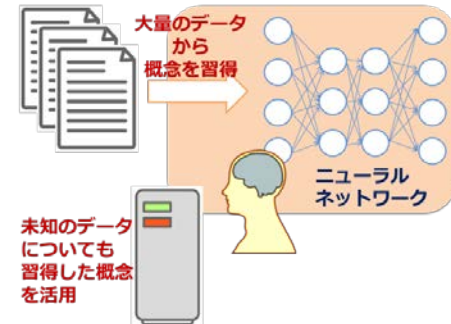 大量のデータ
から
概念を習得
ニューラル
ネットワーク
未知のデータ
についても
習得した概念
を活用